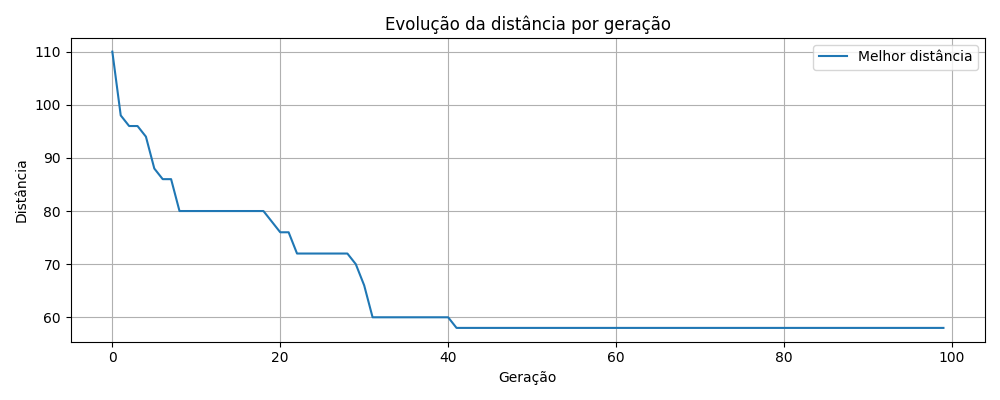 Evolução da distância por geração
Melhor distância
Distância
110
100
90
80
70
60
0 20 40 60 80 100
Geração